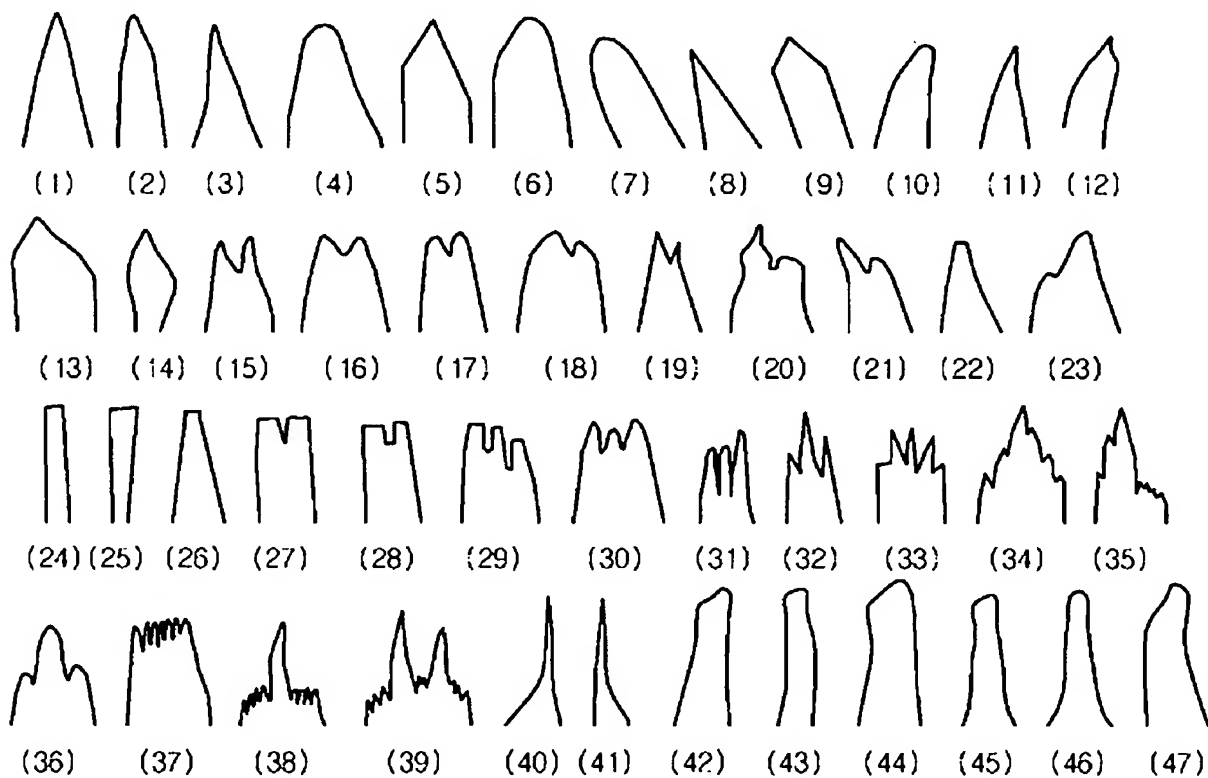 (1) (2) (3) (4) (5) (6) (7) (8) (9) (10) (11) (12)
(13) (14) (15) (16) (17) (18) (19) (20) (21) (22) (23)
(24) (25) (26) (27) (28) (29) (30) (31) (32) (33) (34) (35)
(36) (37) (38) (39) (40) (41) (42) (43) (44) (45) (46) (47)